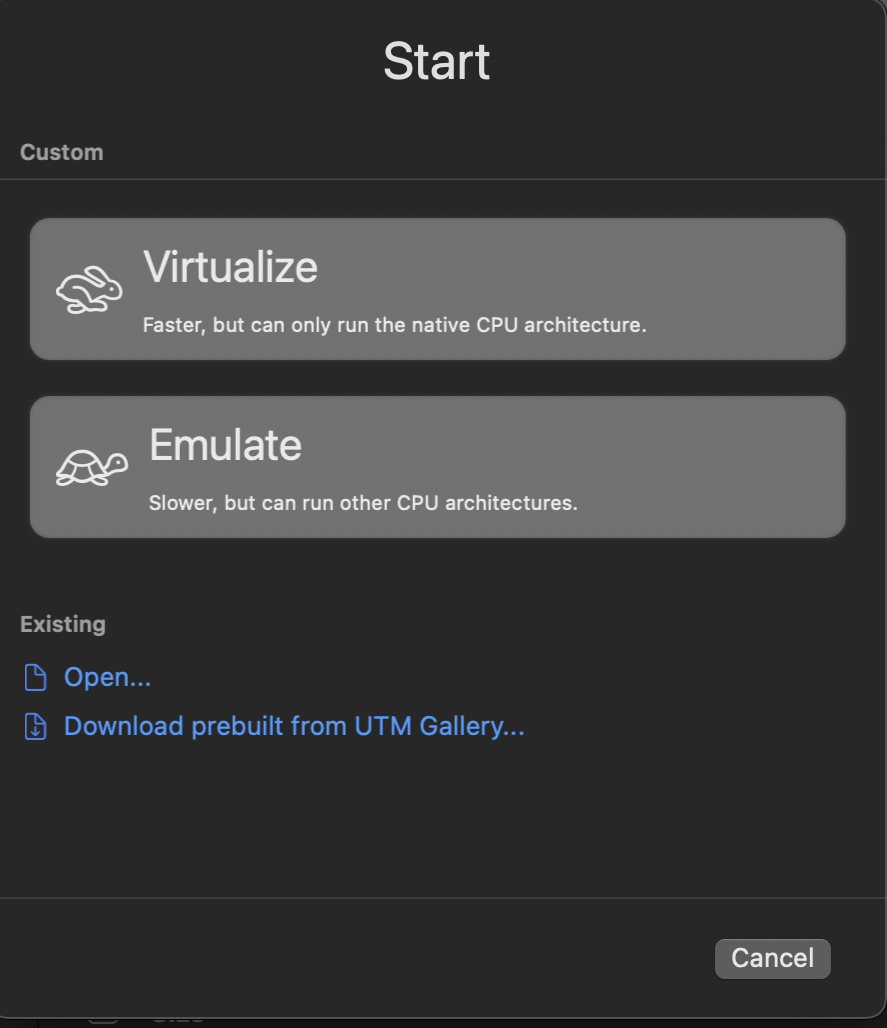 Start
Custom
Virtualize
Faster, but can only run the native CPU architecture.
Emulate
Slower, but can run other CPU architectures.
Existing
Open...
Download prebuilt from UTM Gallery...
Cancel